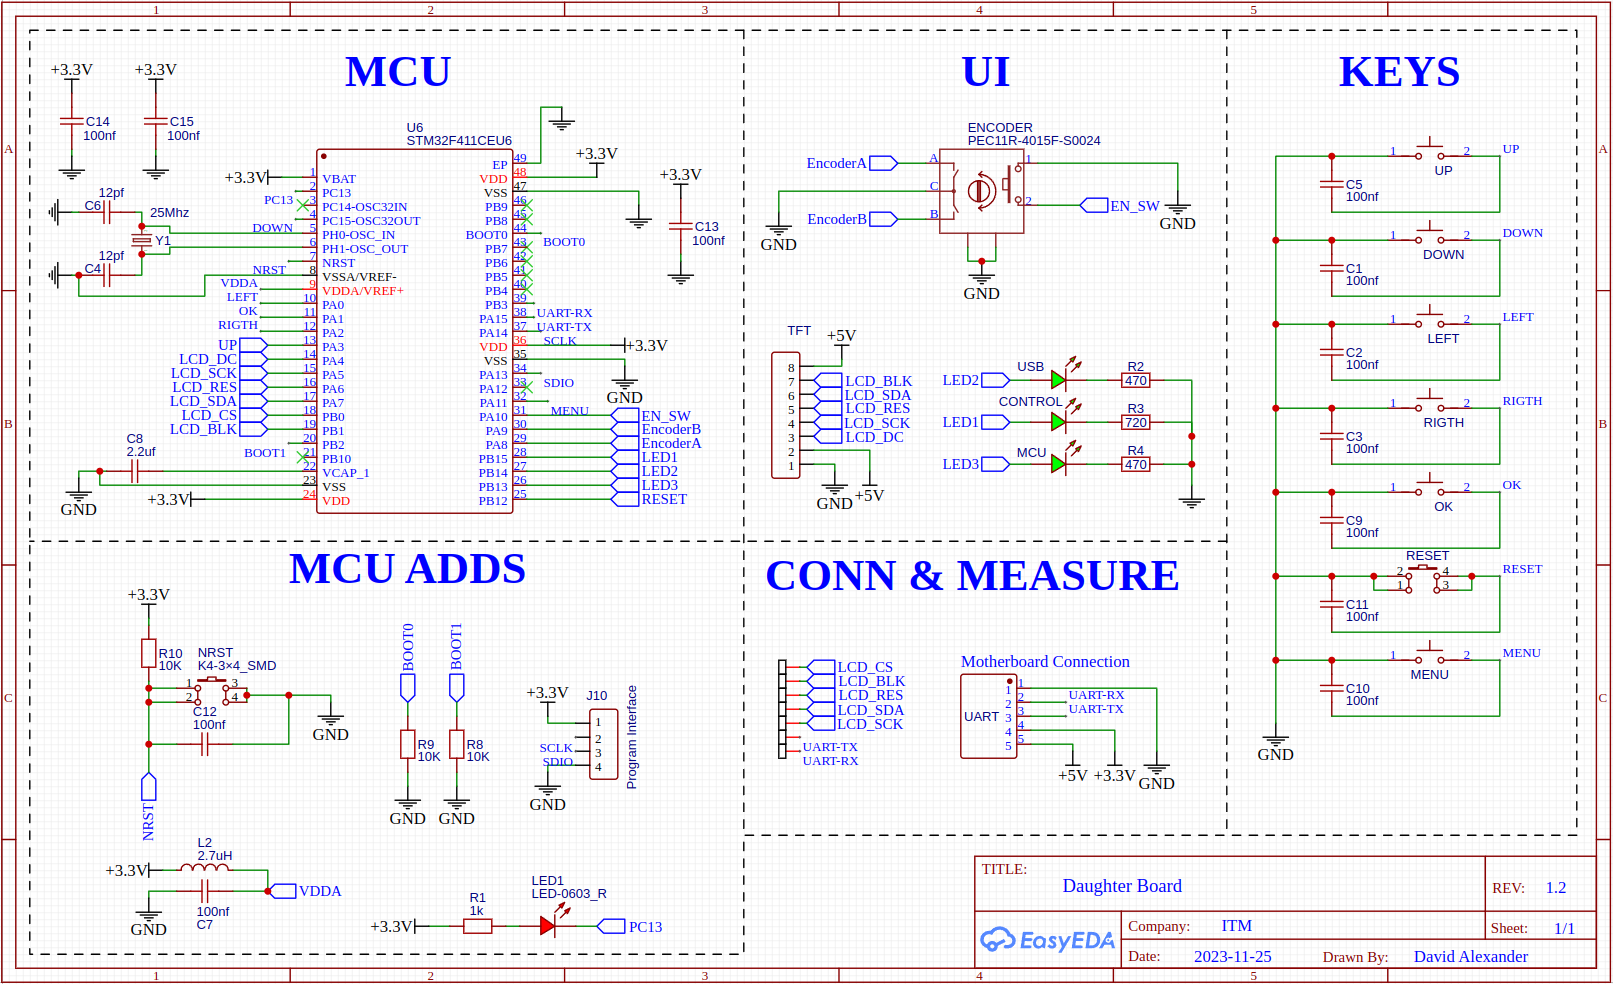 1 2 3 4 5
A
B
C
MCU
+3.3V +3.3V
C14
100nf
C15
100nf
U6
STM32F411CEU6
+3.3V
1 VBAT
2 PC13
3 PC14-OSC32IN
4 PC15-OSC32OUT
5 PH0-OSC_IN
6 PH1-OSC_OUT
7 NRST
8 VSSA/VREF-
9 VDDA/VREF+
10 PA0
11 PA1
12 PA2
13 PA3
14 PA4
15 PA5
16 PA6
17 PA7
18 PB0
19 PB1
20 PB2
21 PB10
22 VCAP_1
23 VSS
24 VDD
EP 49
VDD 48
VSS 47
PB9 46
PB8 45
BOOT0 44
PB7 43
PB6 42
PB5 41
PB4 40
PB3 39
PA15 38
PA14 37
VDD 36
VSS 35
PA13 34
PA12 33
PA11 32
PA10 31
PA9 30
PA8 29
PB15 28
PB14 27
PB13 26
PB12 25
PC13
DOWN
NRST
VDDA
LEFT
OK
RIGTH
UP
LCD_DC
LCD_SCK
LCD_RES
LCD_SDA
LCD_CS
LCD_BLK
BOOT1
12pf
C6
25Mhz
Y1
12pf
C4
C8
2.2uf
GND
+3.3V
+3.3V
+3.3V
C13
100nf
BOOT0
UART-RX
UART-TX
SCLK
+3.3V
SDIO
GND
MENU
EN_SW
EncoderB
EncoderA
LED1
LED2
LED3
RESET
UI
ENCODER
PEC11R-4015F-S0024
EncoderA
EncoderB
A
C
B
1
2
EN_SW
GND
GND
GND
TFT
+5V
8
7
6
5
4
3
2
1
LCD_BLK
LCD_SDA
LCD_RES
LCD_SCK
LCD_DC
GND
+5V
LED2
USB
R2
470
LED1
CONTROL
R3
720
LED3
MCU
R4
470
KEYS
1 2 UP
UP
C5
100nf
1 2 DOWN
DOWN
C1
100nf
1 2 LEFT
LEFT
C2
100nf
1 2 RIGTH
RIGTH
C3
100nf
1 2 OK
OK
C9
100nf
RESET
2 4 RESET
1 3
C11
100nf
1 2 MENU
MENU
C10
100nf
GND
MCU ADDS
+3.3V
R10
10K
NRST
K4-3×4_SMD
1 3
2 4
C12
100nf
GND
NRST
BOOT0
BOOT1
R9
10K
R8
10K
GND
GND
+3.3V
J10
1
2
3
4
SCLK
SDIO
GND
Program Interface
L2
2.7uH
+3.3V
100nf
C7
GND
VDDA
+3.3V
R1
1k
LED1
LED-0603_R
PC13
CONN & MEASURE
LCD_CS
LCD_BLK
LCD_RES
LCD_SDA
LCD_SCK
UART-TX
UART-RX
Motherboard Connection
UART
1 1
2 2
3 3
4 4
5 5
UART-RX
UART-TX
+5V
+3.3V
GND
TITLE:
Daughter Board
REV: 1.2
EasyEDA
Company: ITM
Sheet: 1/1
Date: 2023-11-25
Drawn By: David Alexander
A
B
C
1 2 3 4 5